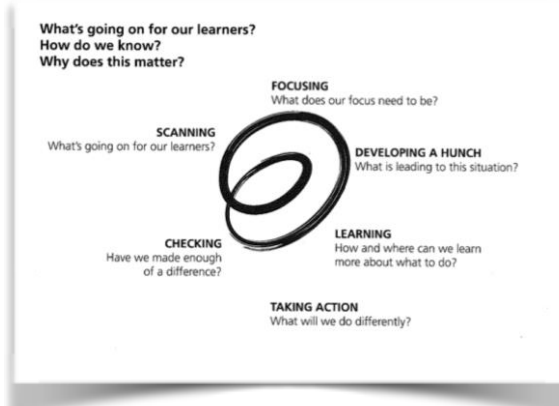 What's going on for our learners?
How do we know?
Why does this matter?
FOCUSING
What does our focus need to be?
SCANNING
What's going on for our learners?
DEVELOPING A HUNCH
What is leading to this situation?
LEARNING
How and where can we learn
more about what to do?
CHECKING
Have we made enough
of a difference?
TAKING ACTION
What will we do differently?